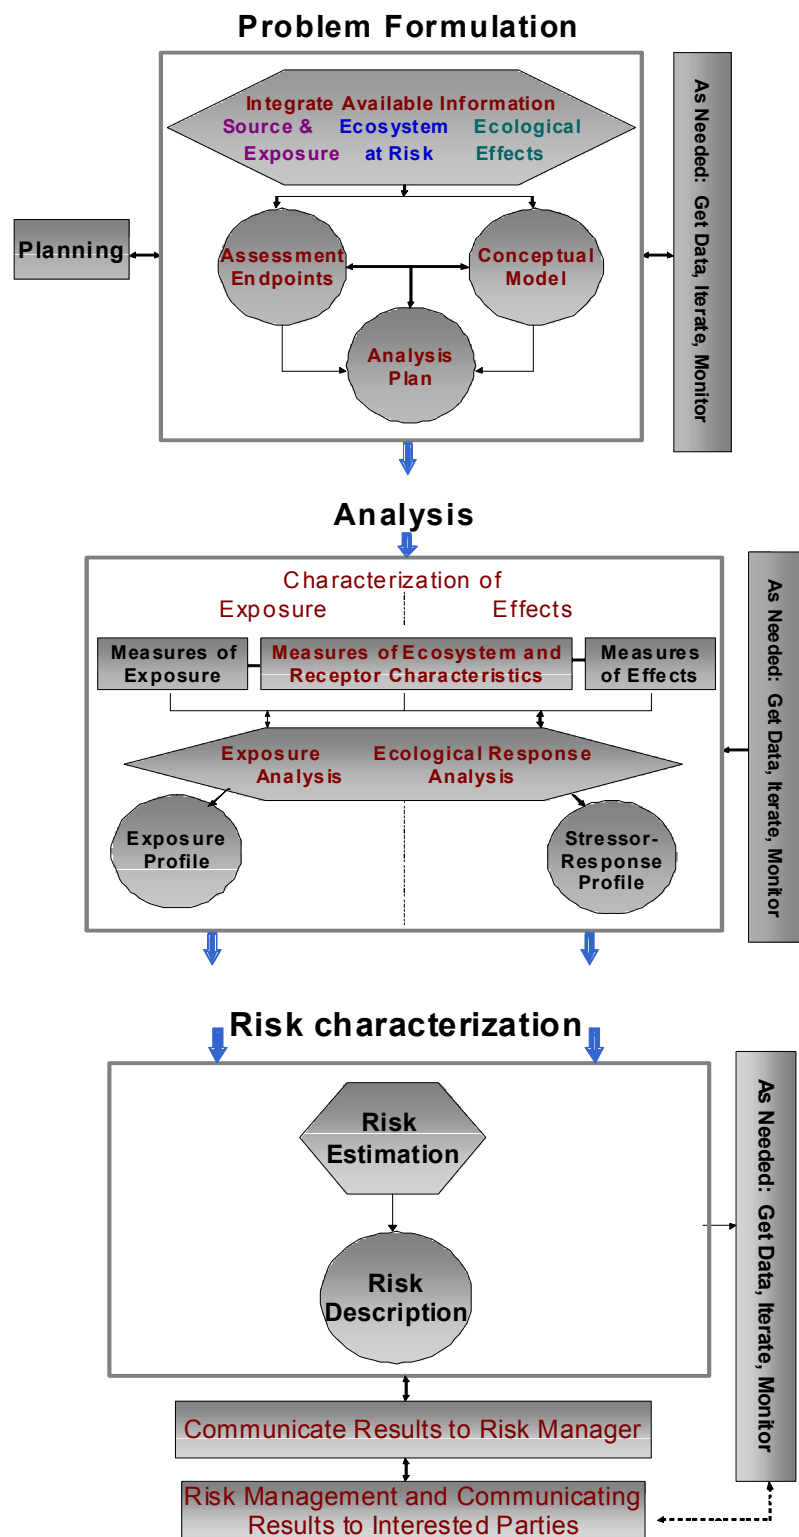 Problem Formulation
Integrate Available Information
Source & Ecosystem Ecological
Exposure at Risk Effects
Planning
Assessment
Endpoints
Conceptual
Model
Analysis
Plan
As Needed: Get Data, Iterate, Monitor
Analysis
Characterization of
Exposure Effects
Measures of
Exposure
Measures of Ecosystem and
Receptor Characteristics
Measures
of Effects
Exposure
Analysis
Ecological Response
Analysis
Exposure
Profile
Stressor-
Response
Profile
As Needed: Get Data, Iterate, Monitor
Risk characterization
Risk
Estimation
Risk
Description
As Needed: Get Data, Iterate, Monitor
Communicate Results to Risk Manager
Risk Management and Communicating
Results to Interested Parties